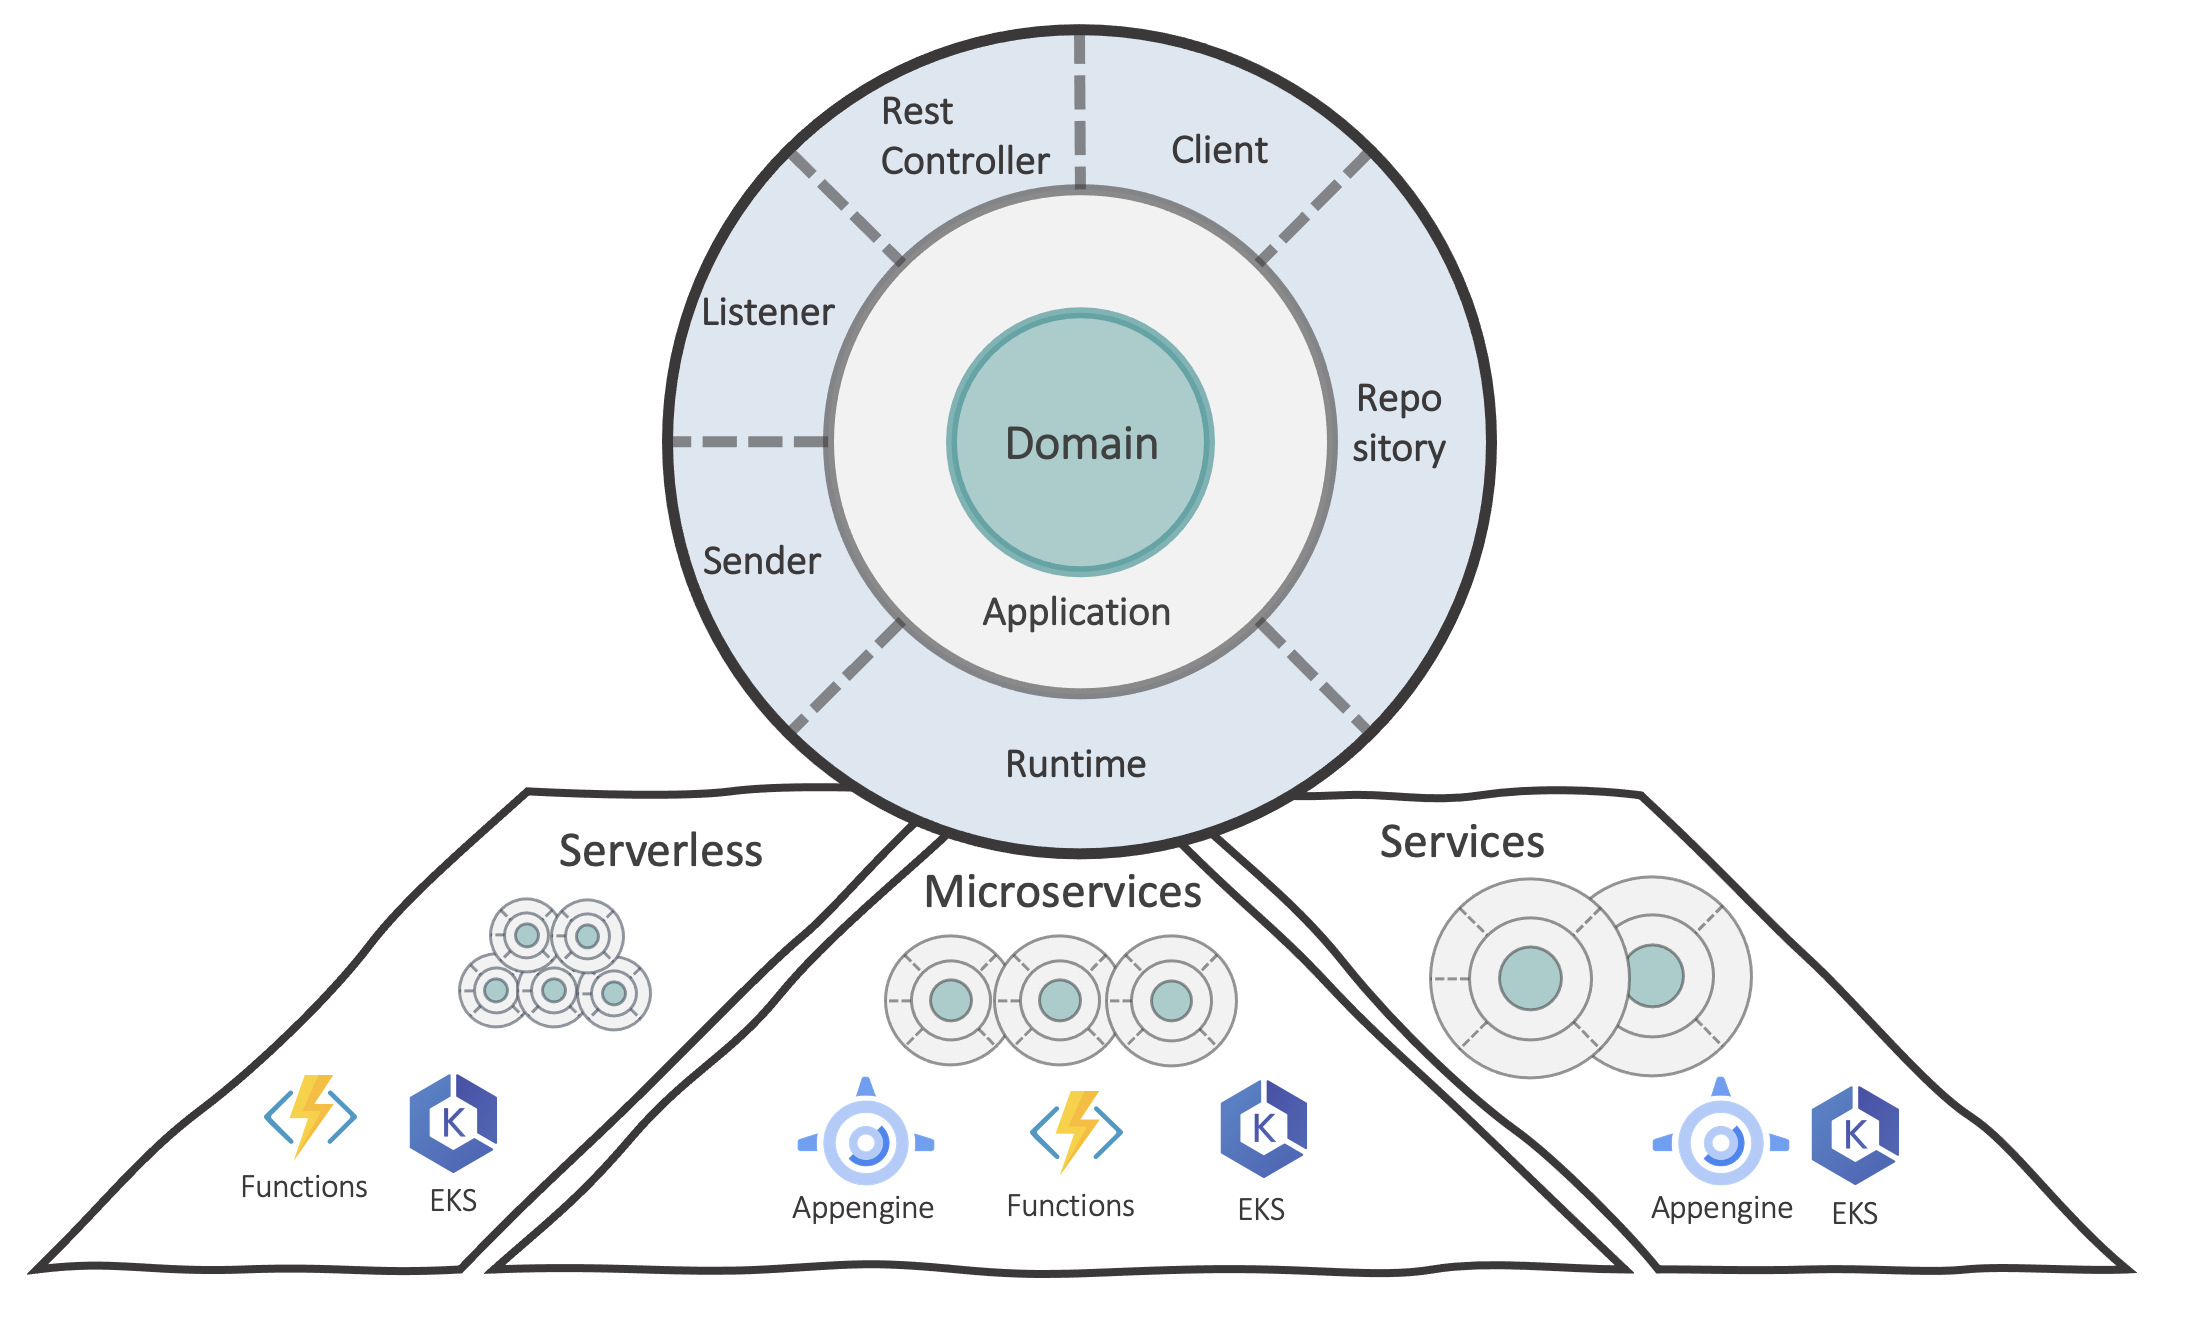 Rest
Controller
Client
Listener
Repo
sitory
Domain
Sender
Application
Runtime
Serverless
Microservices
Services
K
Functions
EKS
Appengine
Functions
K
EKS
Appengine
K
EKS